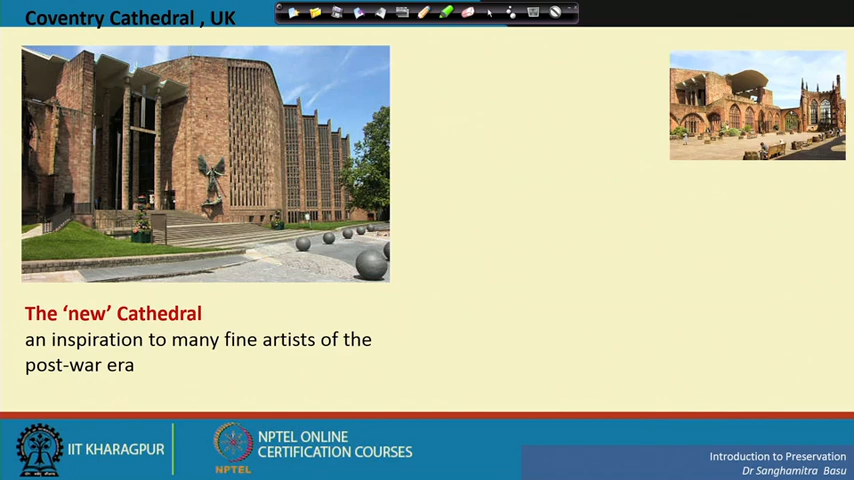 Coventry Cathedral , UK
The ‘new’ Cathedral
an inspiration to many fine artists of the
post-war era
IIT KHARAGPUR
NPTEL
NPTEL ONLINE
CERTIFICATION COURSES
Introduction to Preservation
Dr Sanghamitra Basu